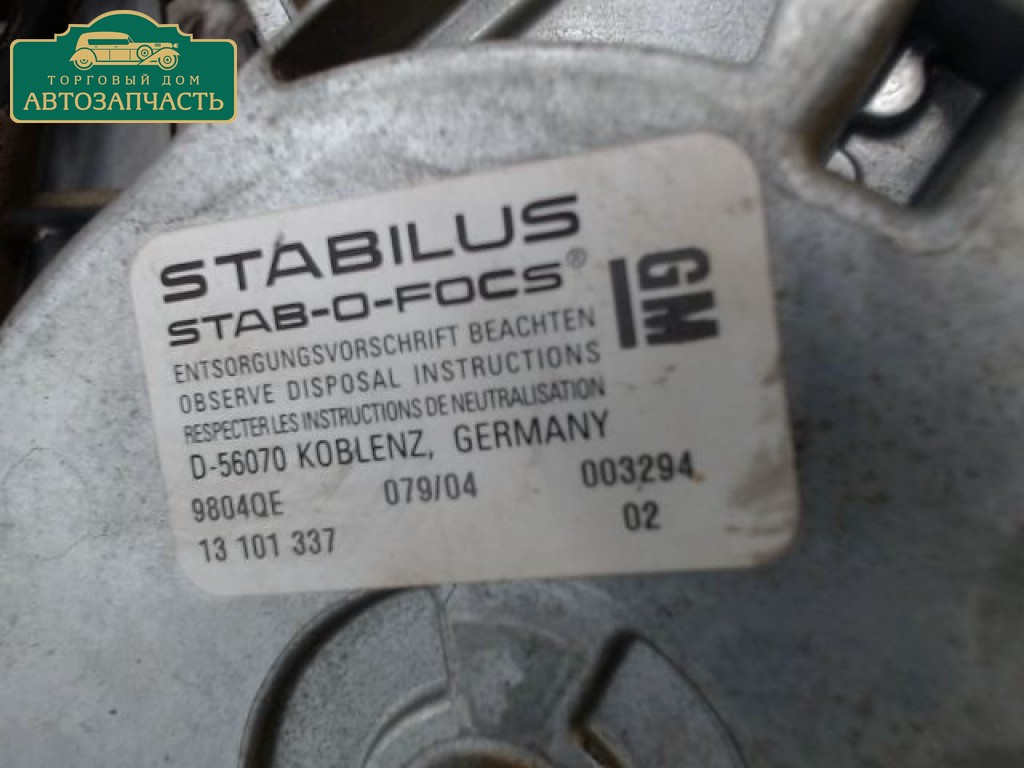 ТОРГОВЫЙ ДОМ
АВТОЗАПЧАСТЬ
STABILUS
STAB-O-FOCS®
GM
ENTSORGUNGSVORSCHRIFT BEACHTEN
OBSERVE DISPOSAL INSTRUCTIONS
RESPECTER LES INSTRUCTIONS DE NEUTRALISATION
D-56070 KOBLENZ, GERMANY
9804QE 079/04 003294
13 101 337 02